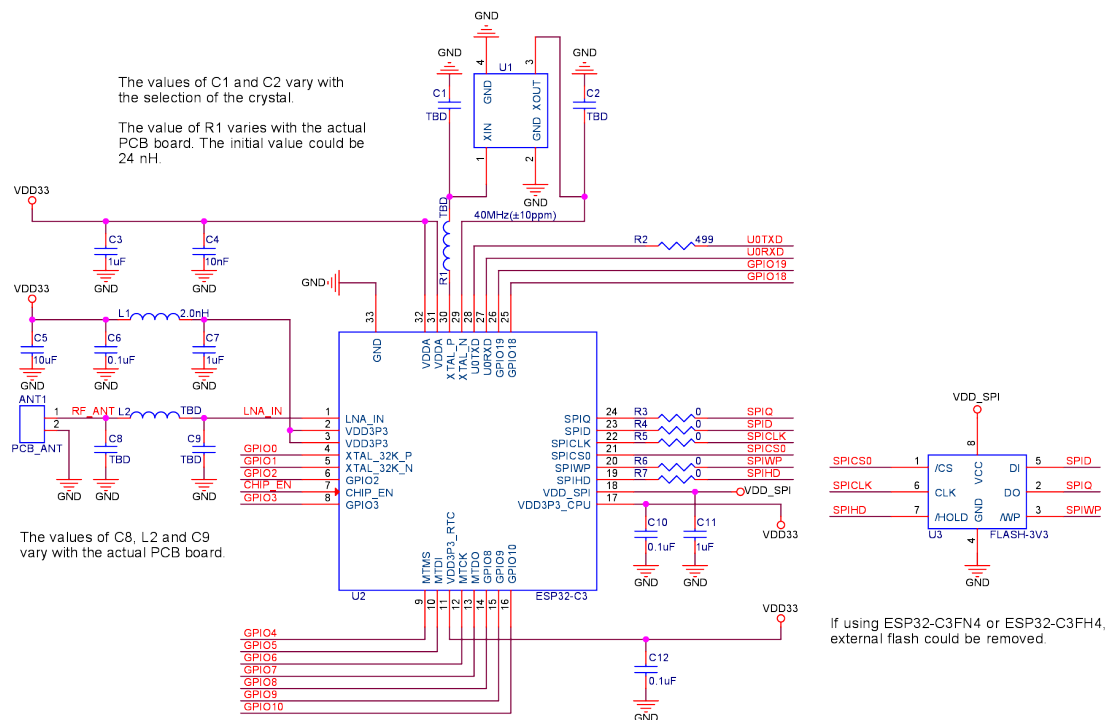 GND
GND
4
U1
3
GND
The values of C1 and C2 vary with
the selection of the crystal.
C1
TBD
GND
XOUT
C2
TBD
The value of R1 varies with the actual
PCB board. The initial value could be
24 nH.
XIN
GND
1
2
GND
VDD33
TBD
40MHz(±10ppm)
C3
1uF
C4
10nF
R1
R2
499
U0TXD
U0RXD
GPIO19
GPIO18
GND
GND
GND
VDD33
L1
2.0nH
33
32
31
30
29
28
27
26
25
GND
VDDA
VDDA
XTAL_P
XTAL_N
U0TXD
U0RXD
GPIO19
GPIO18
C5
10uF
C6
0.1uF
C7
1uF
GND
GND
GND
ANT1
1
2
PCB_ANT
RF_ANT
L2
TBD
LNA_IN
C8
TBD
C9
TBD
GND
GND
GND
1 LNA_IN
2 VDD3P3
3 VDD3P3
GPIO0 4 XTAL_32K_P
GPIO1 5 XTAL_32K_N
GPIO2 6 GPIO2
CHIP_EN 7 CHIP_EN
GPIO3 8 GPIO3
SPIQ 24 R3 0 SPIQ
SPID 23 R4 0 SPID
SPICLK 22 R5 0 SPICLK
SPICS0 21 SPICS0
SPIWP 20 R6 0 SPIWP
SPIHD 19 R7 0 SPIHD
VDD_SPI 18 VDD_SPI
VDD3P3_CPU 17
C10
0.1uF
C11
1uF
VDD33
GND
GND
VDD_SPI
8
SPICS0 1 /CS VCC DI 5 SPID
SPICLK 6 CLK DO 2 SPIQ
SPIHD 7 /HOLD GND /WP 3 SPIWP
U3
4
FLASH-3V3
GND
The values of C8, L2 and C9
vary with the actual PCB board.
MTMS
MTDI
VDD3P3_RTC
MTCK
MTDO
GPIO8
GPIO9
GPIO10
U2
ESP32-C3
9
10
11
12
13
14
15
16
VDD33
GPIO4
GPIO5
GPIO6
GPIO7
GPIO8
GPIO9
GPIO10
C12
0.1uF
GND
If using ESP32-C3FN4 or ESP32-C3FH4,
external flash could be removed.